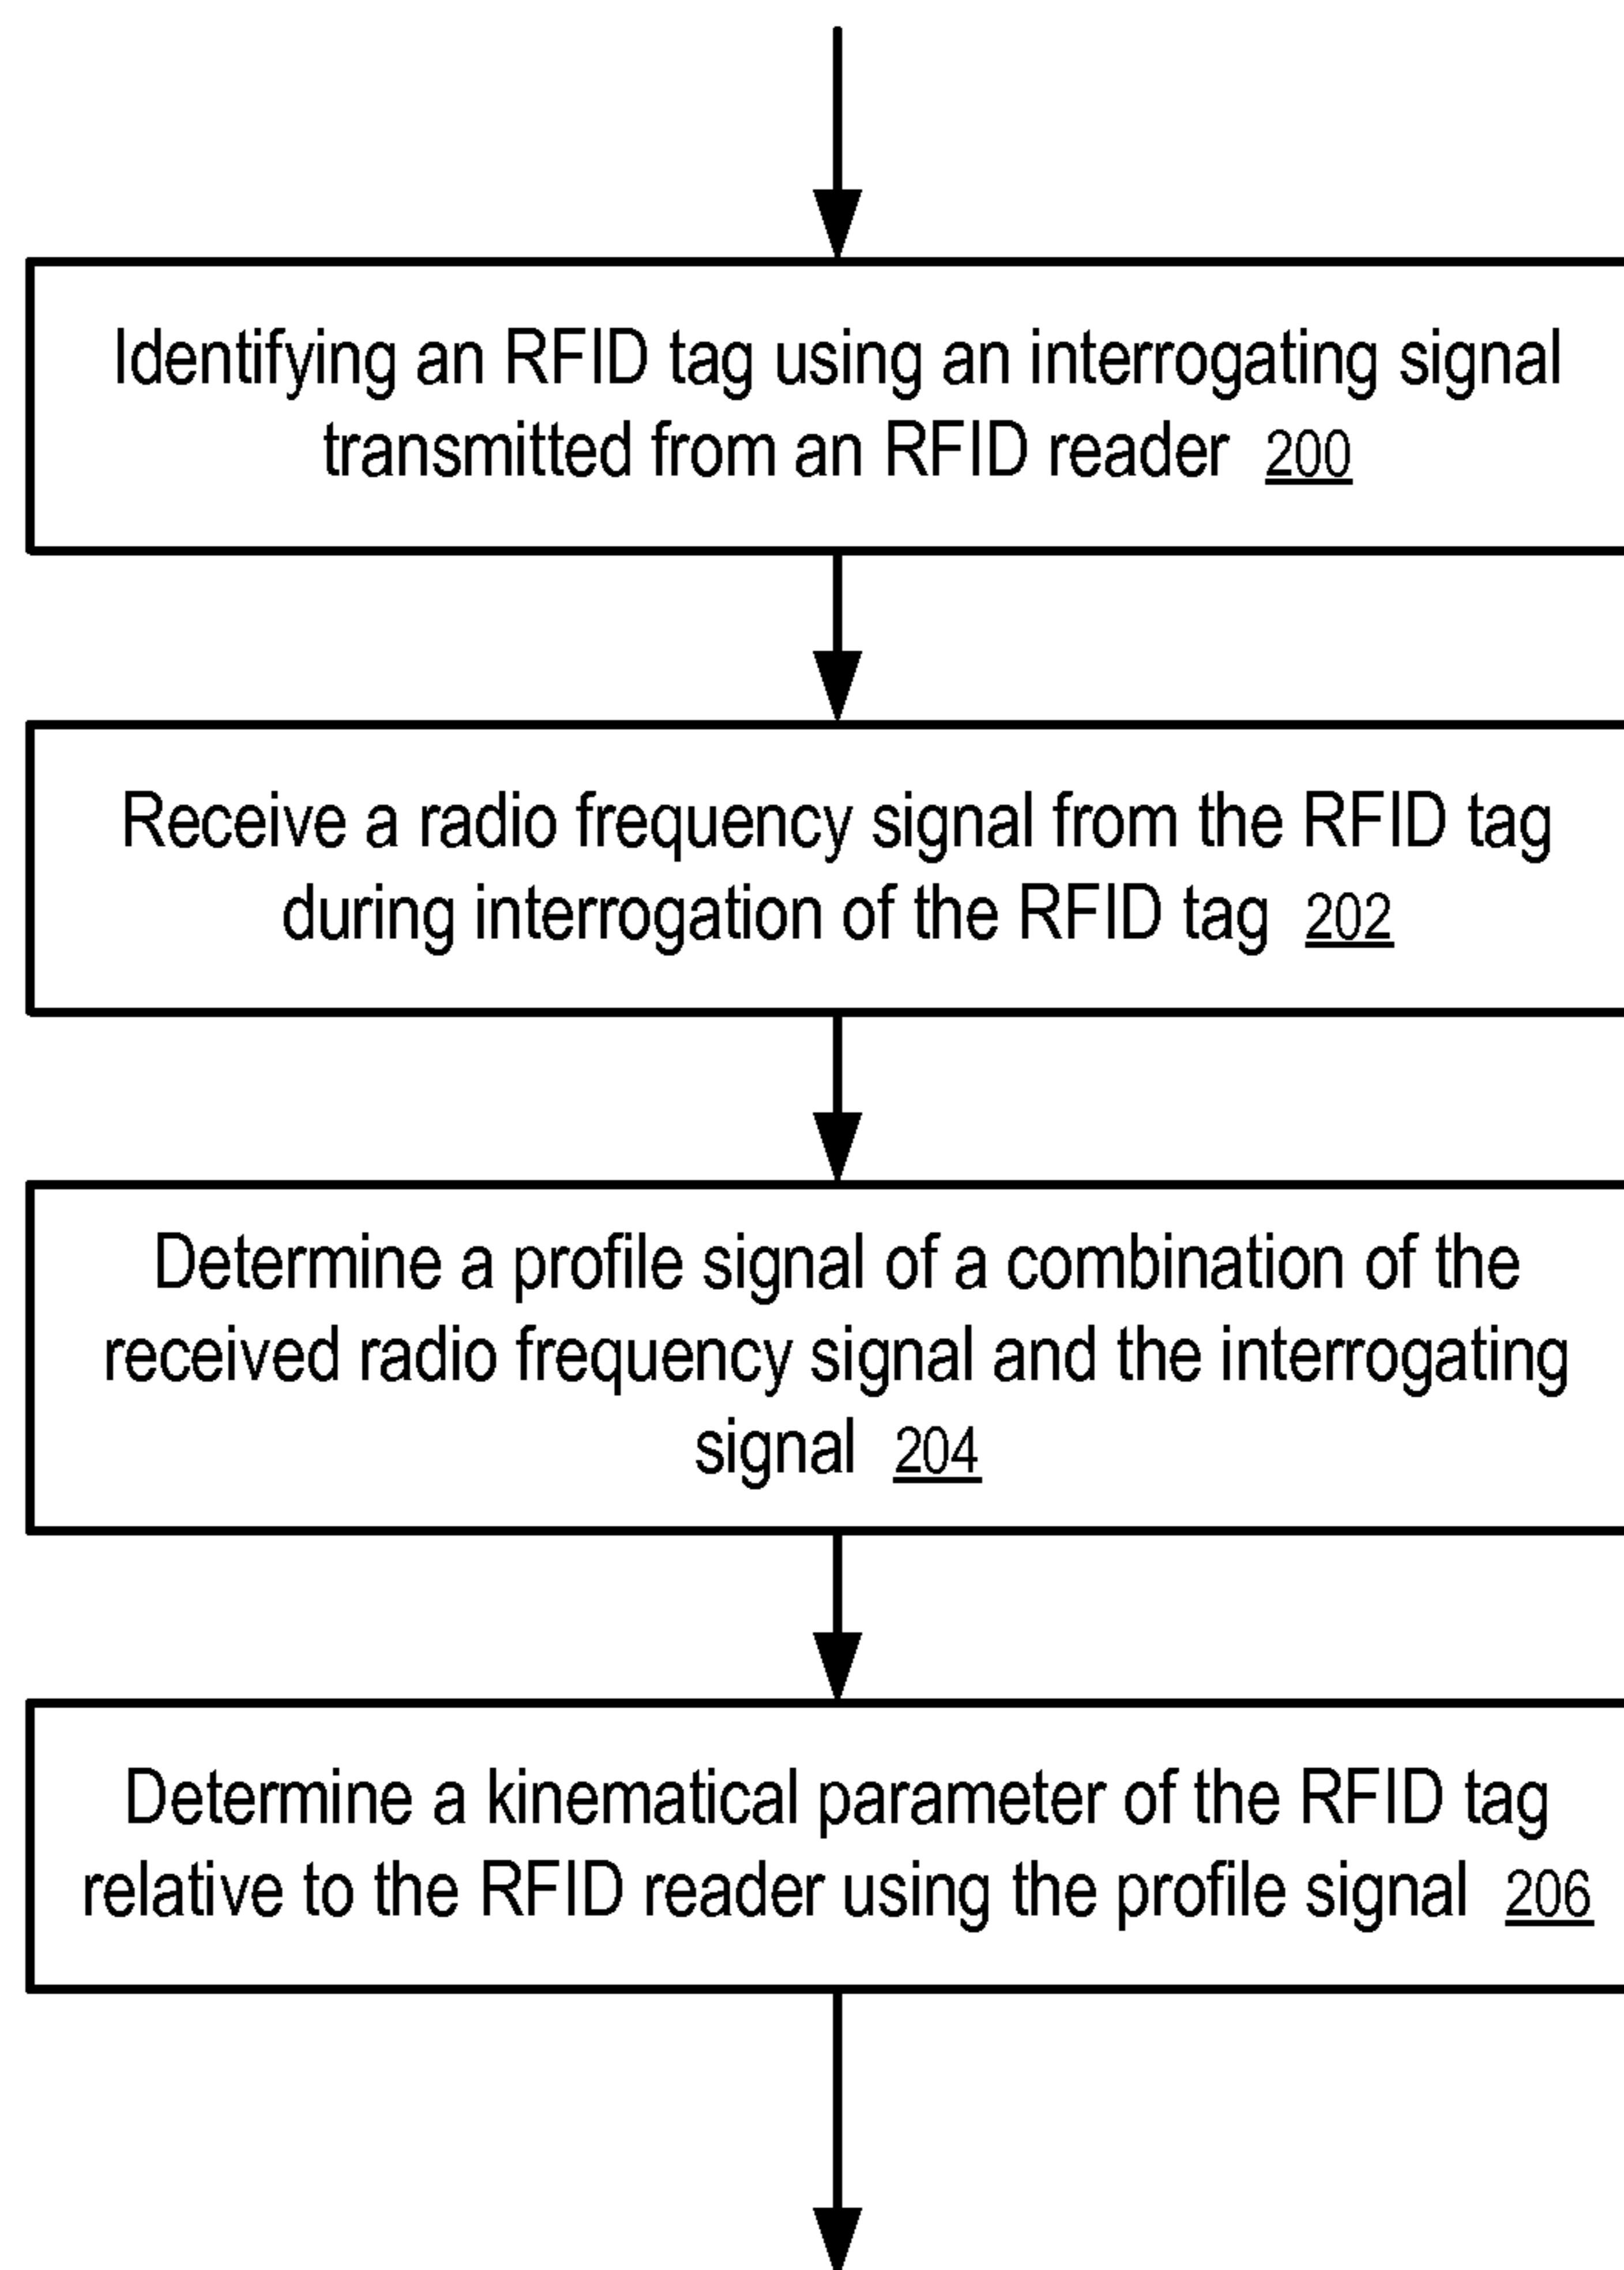 Identifying an RFID tag using an interrogating signal
transmitted from an RFID reader 200
Receive a radio frequency signal from the RFID tag
during interrogation of the RFID tag 202
Determine a profile signal of a combination of the
received radio frequency signal and the interrogating
signal 204
Determine a kinematical parameter of the RFID tag
relative to the RFID reader using the profile signal 206